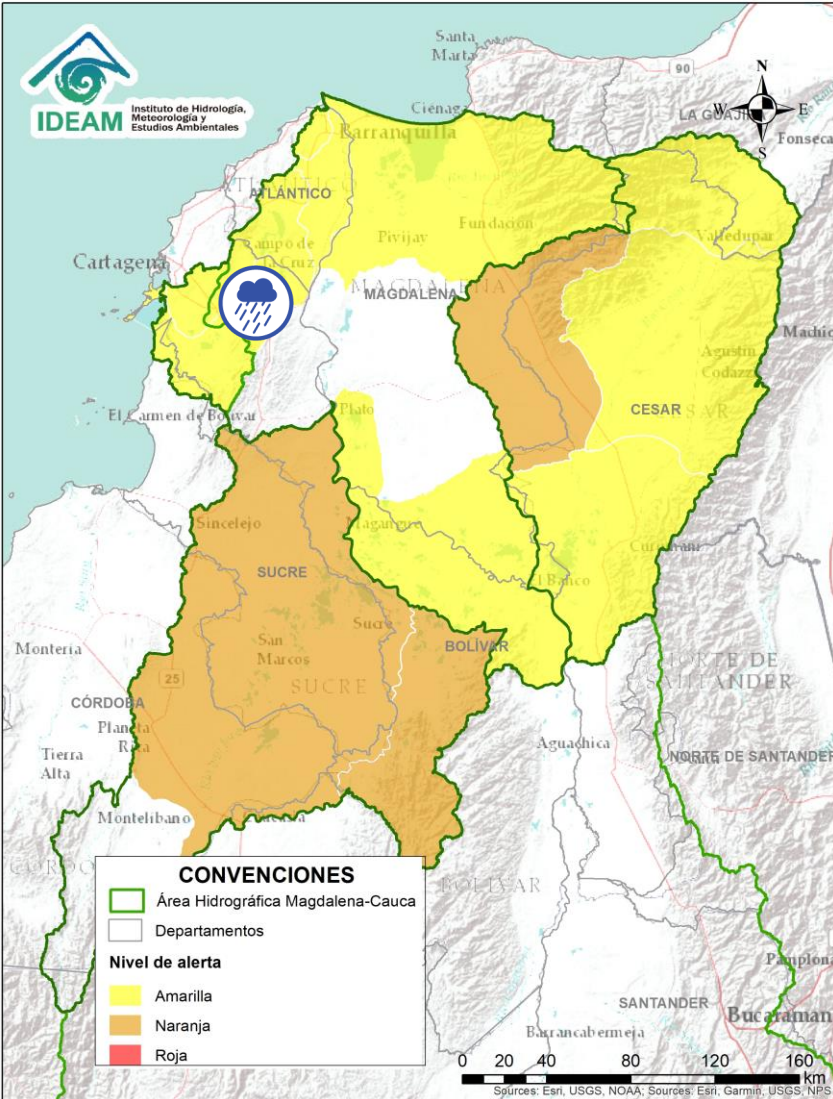 IDEAM
Instituto de Hidrología,
Meteorología y
Estudios Ambientales
Santa
Marta
90
N
W
E
S
Ciénaga
LA GUAJIRA
Fonseca
Barranquilla
ATLÁNTICO
Campo de
la Cruz
Pivijay
Fundación
Valledupar
Cartagena
MAGDALENA
MAGDALENA
Agustín
Codazzi
El Carmen de Bolívar
Plato
CESAR
CESAR
Sincelejo
Magangué
SUCRE
El Banco
Sucre
San
Marcos
BOLÍVAR
Montería
25
SUCRE
NORTE DE
SANTANDER
CÓRDOBA
Planeta
Rica
Tierra
Alta
Aguachica
NORTE DE SANTANDER
Montelíbano
BOLÍVAR
CONVENCIONES
Área Hidrográfica Magdalena-Cauca
Departamentos
Nivel de alerta
Amarilla
Naranja
Roja
Pamplona
SANTANDER
Bucaraman
Barrancabermeja
0 20 40 80 120 160
km
Sources: Esri, USGS, NOAA; Sources: Esri, Garmin, USGS, NPS